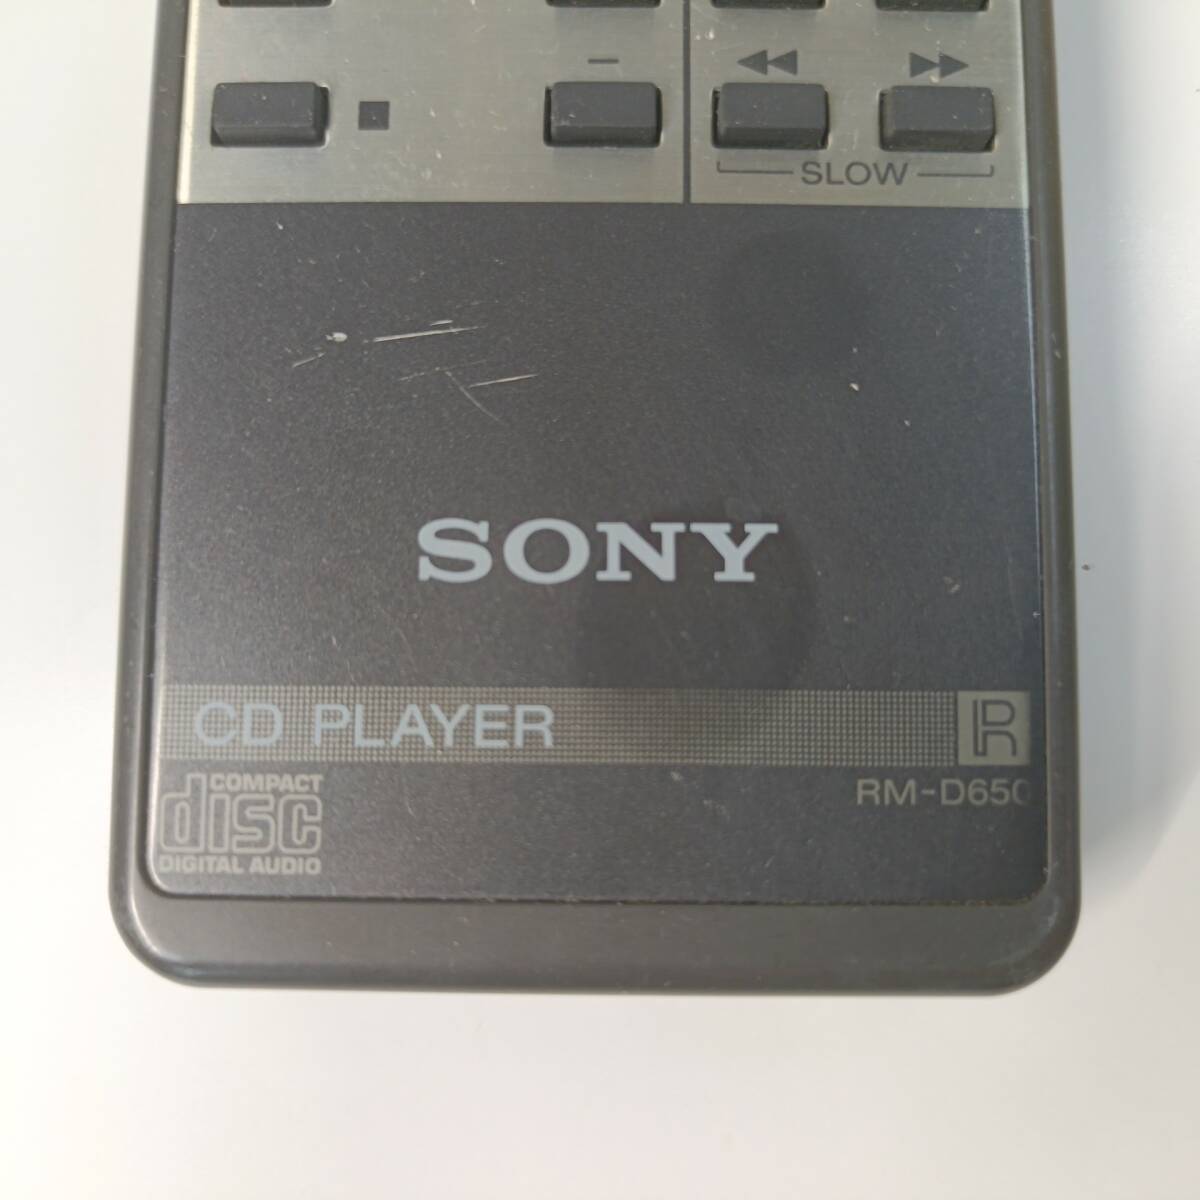 −
SLOW
SONY
CD PLAYER
R
RM-D650
COMPACT
disc
DIGITAL AUDIO